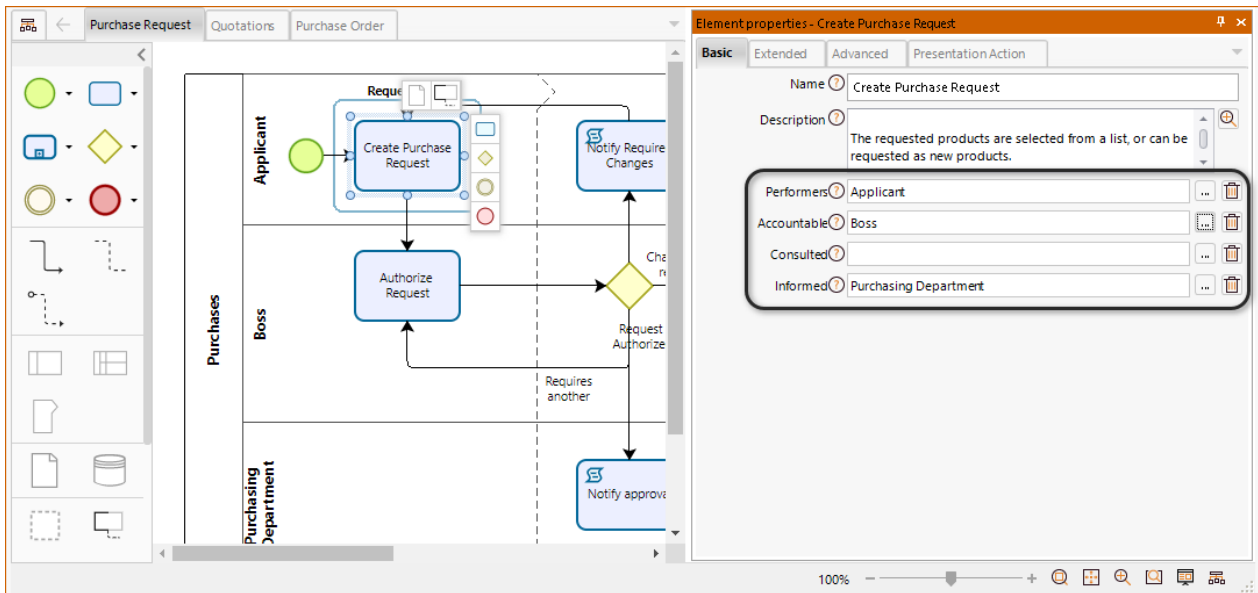 Purchase Request
Quotations
Purchase Order
Purchases
Applicant
Boss
Purchasing
Department
Create Purchase
Request
Notify Require
Changes
Authorize
Request
Request
Requires
another
Notify approva
100%
Element properties - Create Purchase Request
Basic
Extended
Advanced
Presentation Action
Name
Create Purchase Request
Description
The requested products are selected from a list, or can be
requested as new products.
Performers
Applicant
...
Accountable
Boss
...
Consulted
...
Informed
Purchasing Department
...